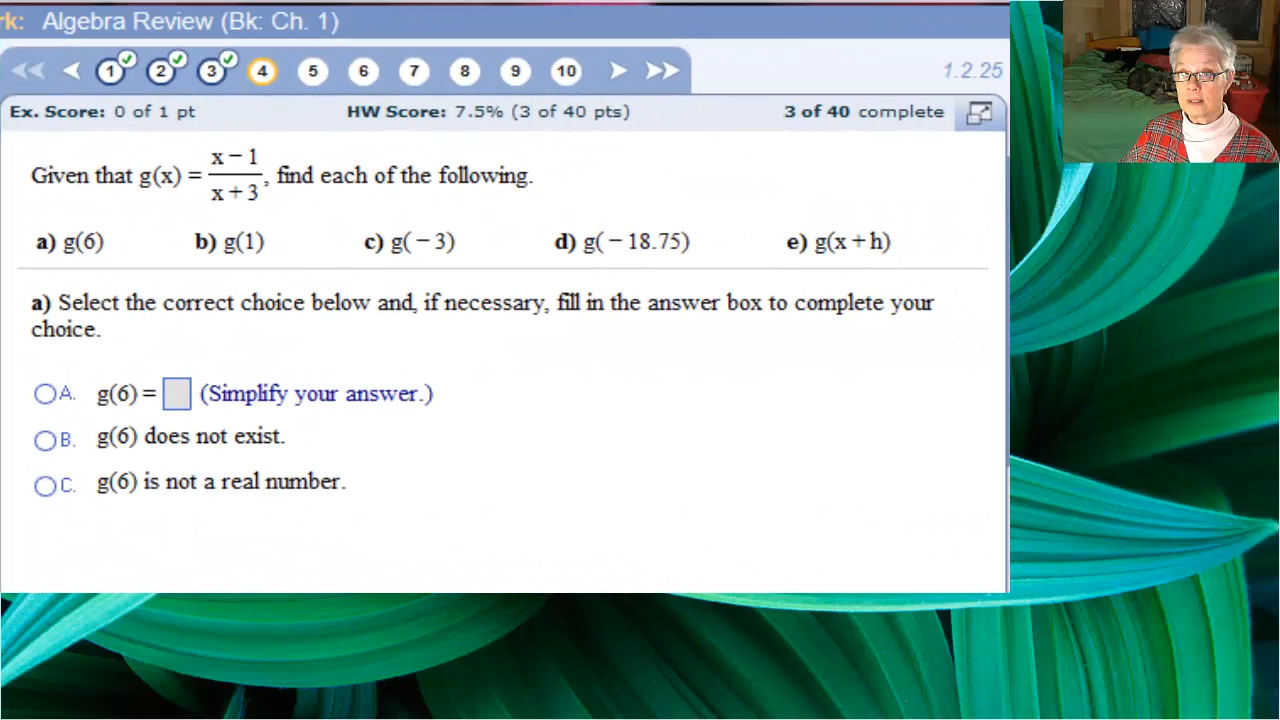 rk: Algebra Review (Bk: Ch. 1)
1 2 3 4 5 6 7 8 9 10 1.2.25
Ex. Score: 0 of 1 pt HW Score: 7.5% (3 of 40 pts) 3 of 40 complete
Given that g(x) = (x − 1)/(x + 3), find each of the following.
a) g(6) b) g(1) c) g( − 3) d) g( − 18.75) e) g(x + h)
a) Select the correct choice below and, if necessary, fill in the answer box to complete your
choice.
A. g(6) = (Simplify your answer.)
B. g(6) does not exist.
C. g(6) is not a real number.